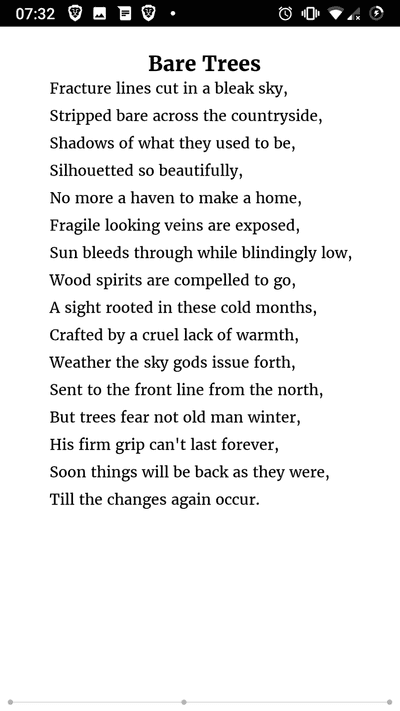 07:32
Bare Trees
Fracture lines cut in a bleak sky,
Stripped bare across the countryside,
Shadows of what they used to be,
Silhouetted so beautifully,
No more a haven to make a home,
Fragile looking veins are exposed,
Sun bleeds through while blindingly low,
Wood spirits are compelled to go,
A sight rooted in these cold months,
Crafted by a cruel lack of warmth,
Weather the sky gods issue forth,
Sent to the front line from the north,
But trees fear not old man winter,
His firm grip can't last forever,
Soon things will be back as they were,
Till the changes again occur.